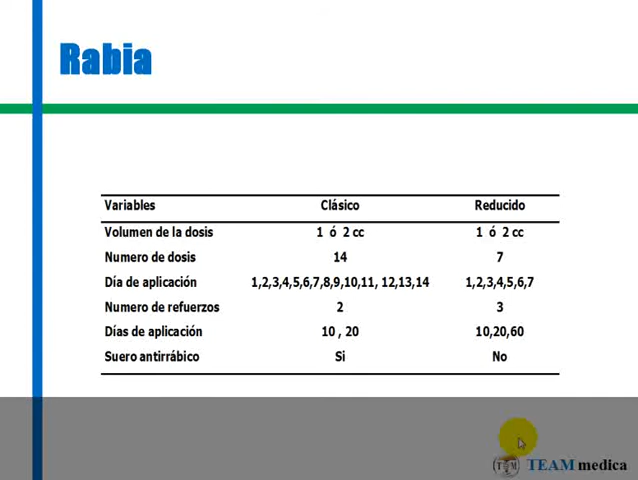 Rabia
Variables Clásico Reducido
Volumen de la dosis 1 ó 2 cc 1 ó 2 cc
Numero de dosis 14 7
Día de aplicación 1,2,3,4,5,6,7,8,9,10,11, 12,13,14 1,2,3,4,5,6,7
Numero de refuerzos 2 3
Días de aplicación 10 , 20 10,20,60
Suero antirrábico Si No
TEAM medica